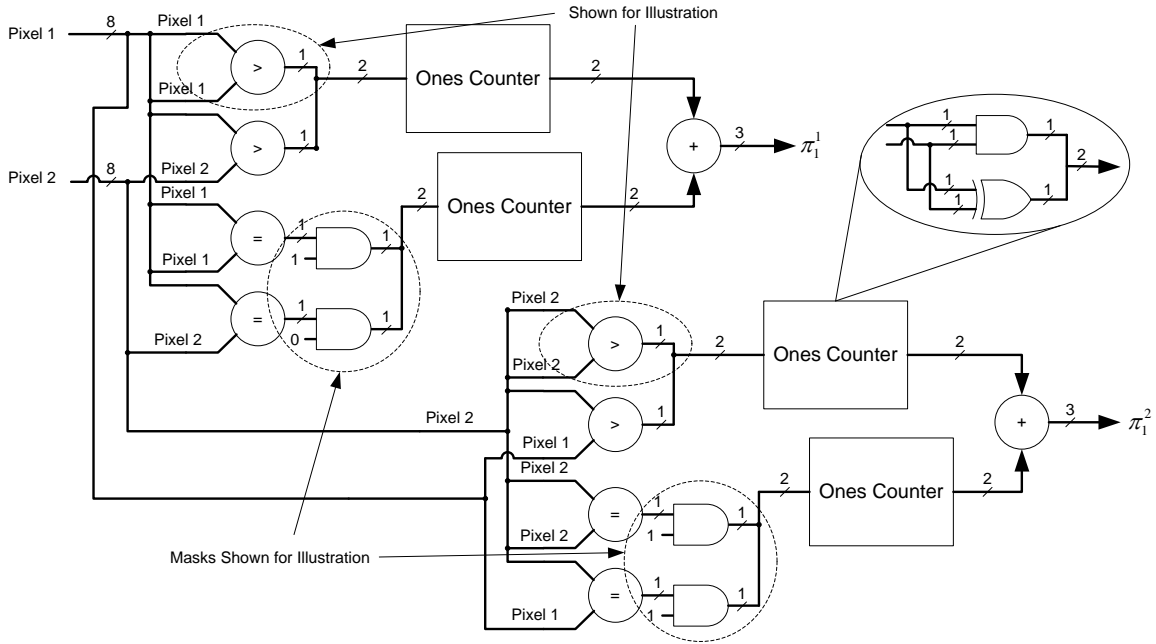 Shown for Illustration
Pixel 1
8
Pixel 1
>
1
Pixel 1
2
Ones Counter
2
>
1
Pixel 2
+
3
π₁¹
Pixel 2
8
Pixel 1
=
1
1
1
Pixel 1
2
Ones Counter
2
=
1
0
1
Pixel 2
1
1
1
1
1
1
2
Pixel 2
>
1
Pixel 2
2
Ones Counter
2
Pixel 2
>
1
Pixel 1
+
3
π₁²
Pixel 2
=
1
1
1
Pixel 2
2
Ones Counter
2
=
1
1
1
Pixel 1
Masks Shown for Illustration